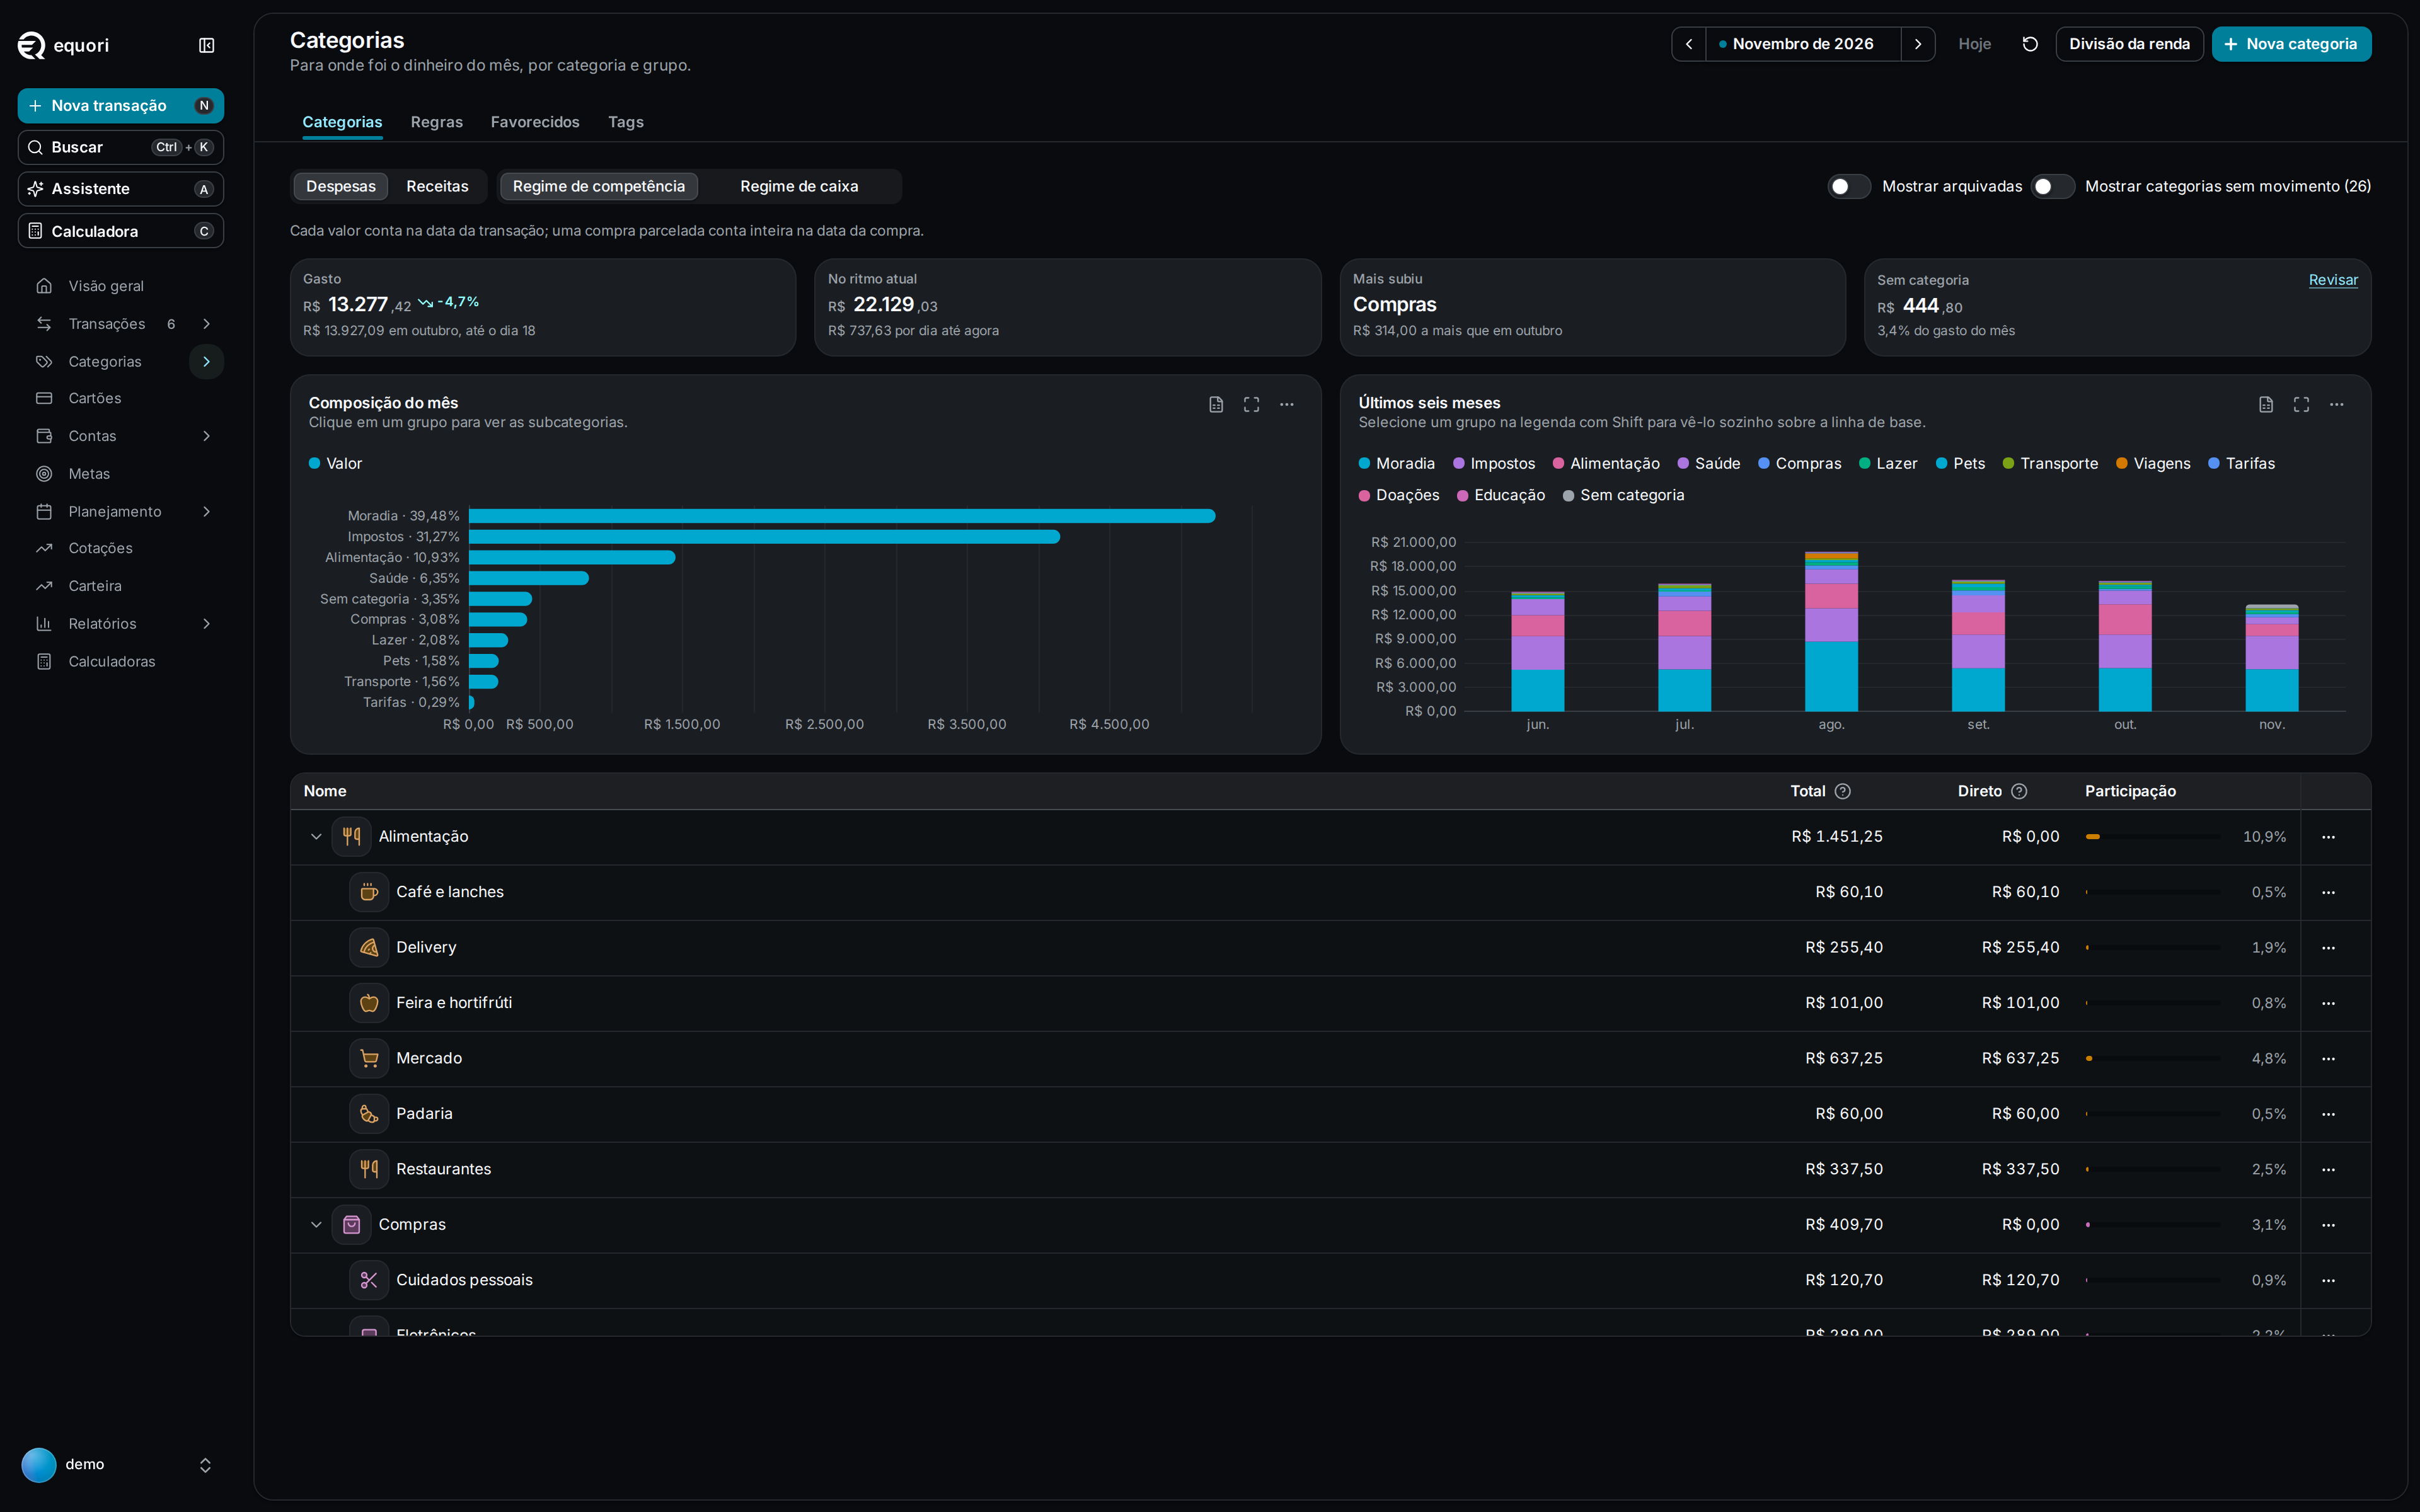 equori
Nova transação N
Buscar Ctrl + K
Assistente A
Calculadora C
Visão geral
Transações 6
Categorias
Cartões
Contas
Metas
Planejamento
Cotações
Carteira
Relatórios
Calculadoras
demo
Categorias
Para onde foi o dinheiro do mês, por categoria e grupo.
Novembro de 2026 Hoje Divisão da renda + Nova categoria
Categorias Regras Favorecidos Tags
Despesas Receitas Regime de competência Regime de caixa Mostrar arquivadas Mostrar categorias sem movimento (26)
Cada valor conta na data da transação; uma compra parcelada conta inteira na data da compra.
Gasto
R$ 13.277,42 -4,7%
R$ 13.927,09 em outubro, até o dia 18
No ritmo atual
R$ 22.129,03
R$ 737,63 por dia até agora
Mais subiu
Compras
R$ 314,00 a mais que em outubro
Sem categoria Revisar
R$ 444,80
3,4% do gasto do mês
Composição do mês
Clique em um grupo para ver as subcategorias.
Valor
Moradia · 39,48%
Impostos · 31,27%
Alimentação · 10,93%
Saúde · 6,35%
Sem categoria · 3,35%
Compras · 3,08%
Lazer · 2,08%
Pets · 1,58%
Transporte · 1,56%
Tarifas · 0,29%
R$ 0,00 R$ 500,00 R$ 1.500,00 R$ 2.500,00 R$ 3.500,00 R$ 4.500,00
Últimos seis meses
Selecione um grupo na legenda com Shift para vê-lo sozinho sobre a linha de base.
Moradia Impostos Alimentação Saúde Compras Lazer Pets Transporte Viagens Tarifas
Doações Educação Sem categoria
R$ 21.000,00
R$ 18.000,00
R$ 15.000,00
R$ 12.000,00
R$ 9.000,00
R$ 6.000,00
R$ 3.000,00
R$ 0,00
jun. jul. ago. set. out. nov.
Nome Total ? Direto ? Participação
Alimentação R$ 1.451,25 R$ 0,00 10,9%
Café e lanches R$ 60,10 R$ 60,10 0,5%
Delivery R$ 255,40 R$ 255,40 1,9%
Feira e hortifrúti R$ 101,00 R$ 101,00 0,8%
Mercado R$ 637,25 R$ 637,25 4,8%
Padaria R$ 60,00 R$ 60,00 0,5%
Restaurantes R$ 337,50 R$ 337,50 2,5%
Compras R$ 409,70 R$ 0,00 3,1%
Cuidados pessoais R$ 120,70 R$ 120,70 0,9%
Eletrônicos R$ 289,00 R$ 289,00 2,2%